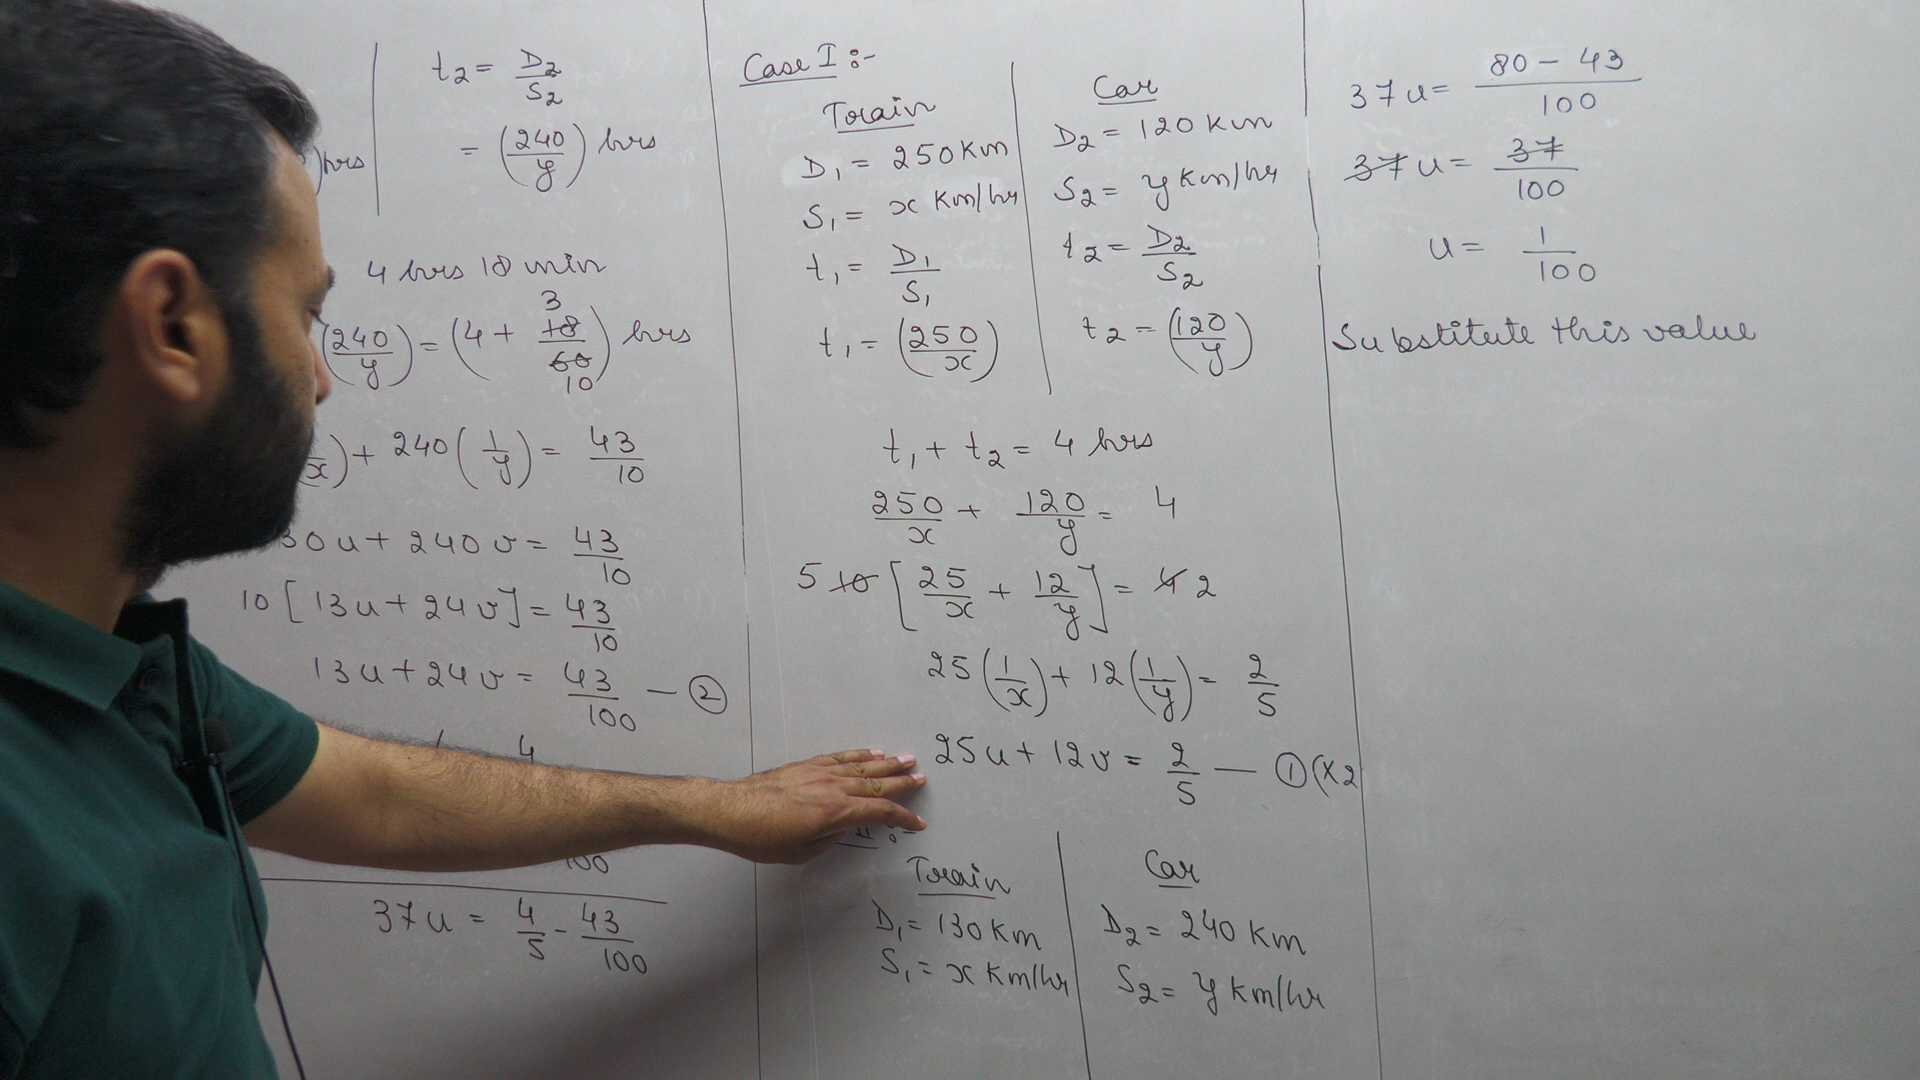 t2 = D2/S2
= (240/y) hrs
) hrs
4 hrs 18 min
(240/y) = (4 + 18/60) hrs
3
10
x) + 240 (1/y) = 43/10
30u + 240v = 43/10
10 [13u + 24v] = 43/10
13u + 24v = 43/100 — ②
4
100
37u = 4/5 - 43/100
Case I :-
Train
D1 = 250 Km
S1 = x Km/hr
t1 = D1/S1
t1 = (250/x)
Car
D2 = 120 Km
S2 = y Km/hr
t2 = D2/S2
t2 = (120/y)
t1 + t2 = 4 hrs
250/x + 120/y = 4
5 10 [25/x + 12/y] = 4 2
25 (1/x) + 12 (1/y) = 2/5
25u + 12v = 2/5 — ① (x2
II :-
Train
D1 = 130 Km
S1 = x Km/hr
Car
D2 = 240 Km
S2 = y Km/hr
37u = 80 - 43/100
37u = 37/100
u = 1/100
Substitute this value